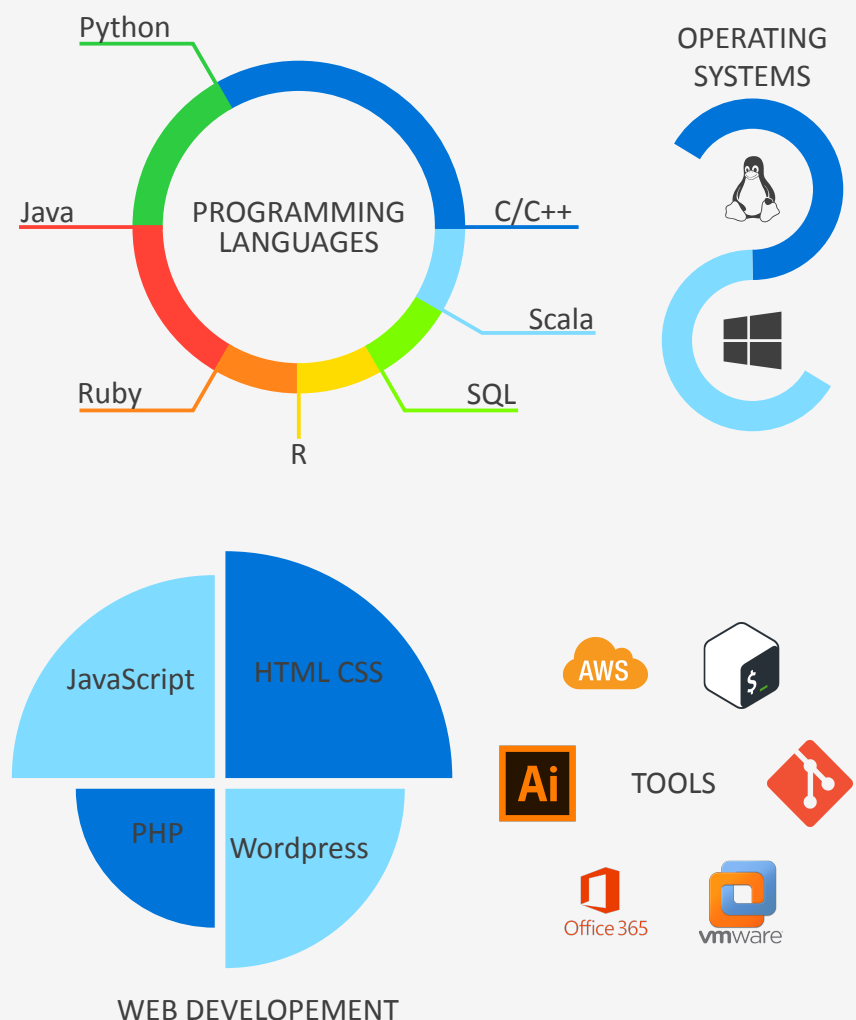 Python
OPERATING
SYSTEMS
Java
PROGRAMMING
LANGUAGES
C/C++
Scala
Ruby
SQL
R
JavaScript
HTML CSS
PHP
Wordpress
WEB DEVELOPEMENT
AWS
$_
Ai
TOOLS
Office 365
vmware